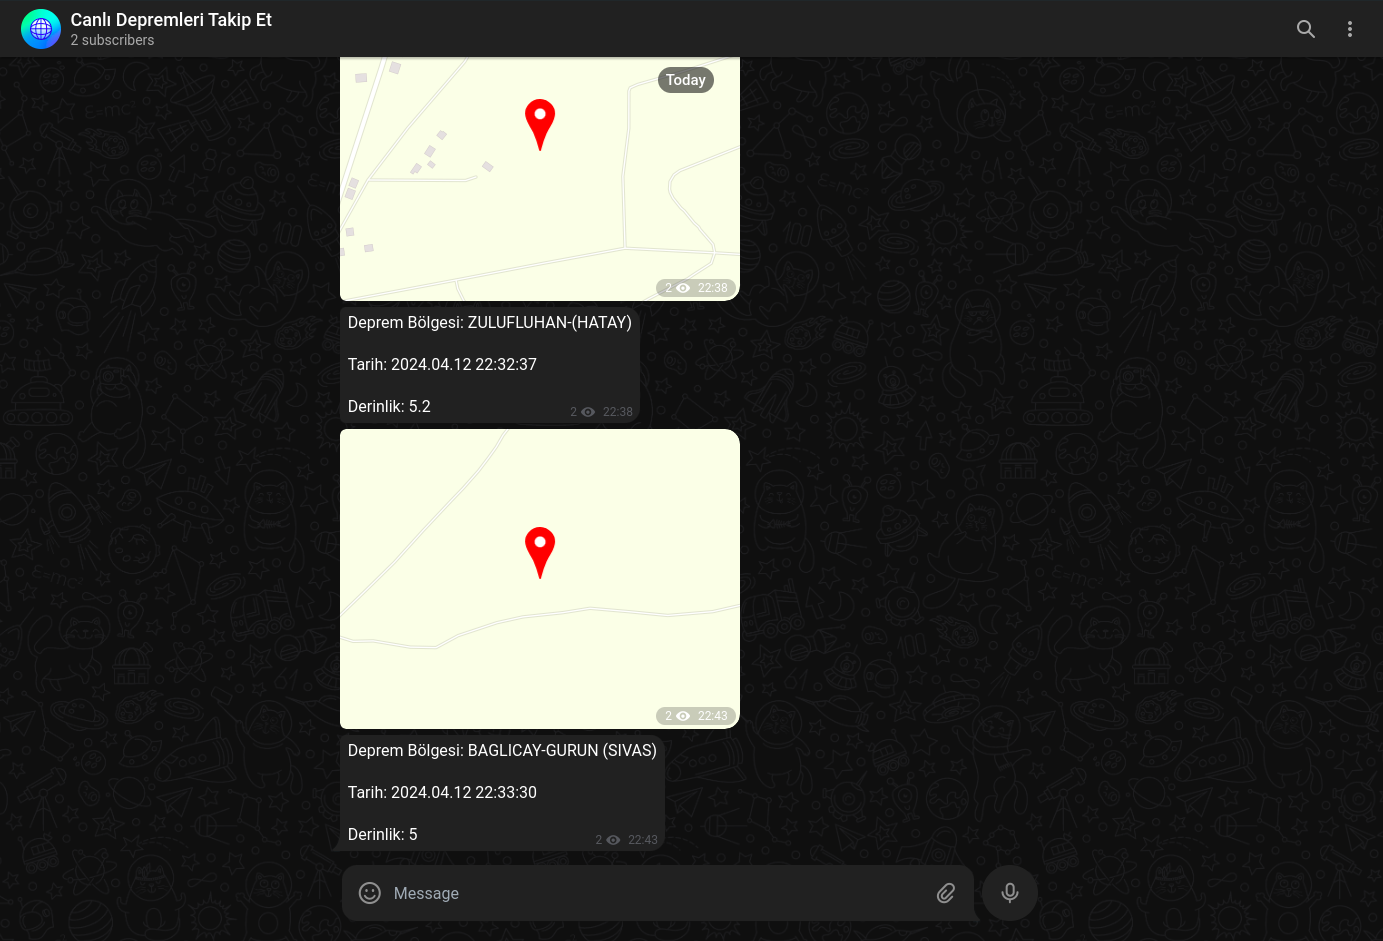 Canlı Depremleri Takip Et
2 subscribers
Today
2 22:38
Deprem Bölgesi: ZULUFLUHAN-(HATAY)
Tarih: 2024.04.12 22:32:37
Derinlik: 5.2
2 22:38
2 22:43
Deprem Bölgesi: BAGLICAY-GURUN (SIVAS)
Tarih: 2024.04.12 22:33:30
Derinlik: 5
2 22:43
Message